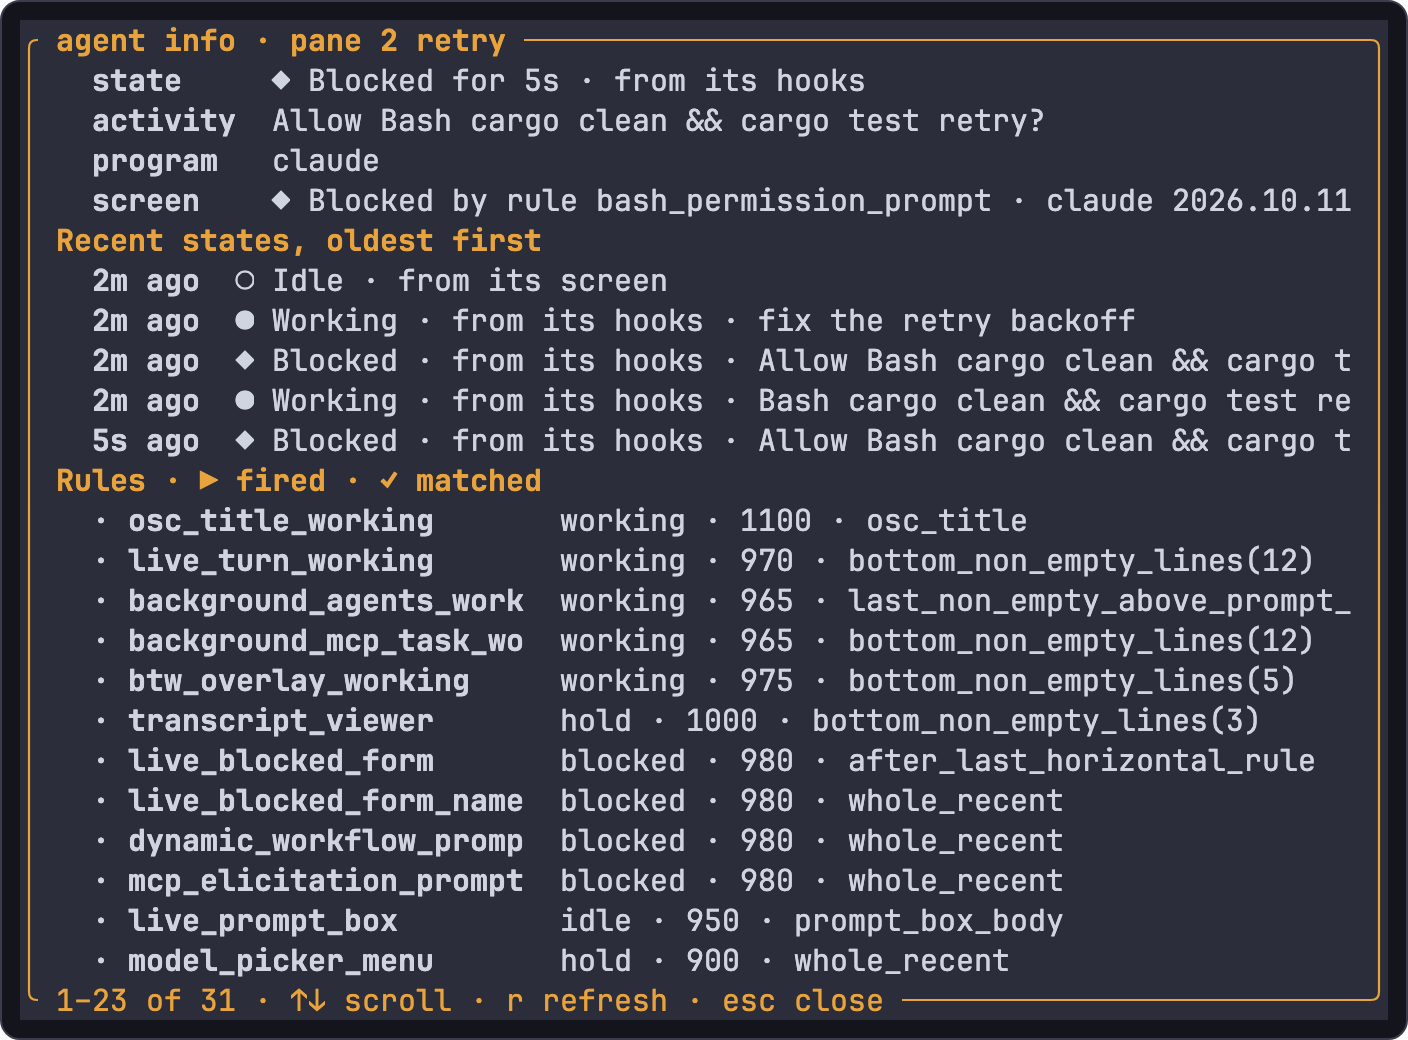 agent info · pane 2 retry
state ◆ Blocked for 5s · from its hooks
activity Allow Bash cargo clean && cargo test retry?
program claude
screen ◆ Blocked by rule bash_permission_prompt · claude 2026.10.11
Recent states, oldest first
2m ago ○ Idle · from its screen
2m ago ● Working · from its hooks · fix the retry backoff
2m ago ◆ Blocked · from its hooks · Allow Bash cargo clean && cargo t
2m ago ● Working · from its hooks · Bash cargo clean && cargo test re
5s ago ◆ Blocked · from its hooks · Allow Bash cargo clean && cargo t
Rules · ▶ fired · ✓ matched
· osc_title_working working · 1100 · osc_title
· live_turn_working working · 970 · bottom_non_empty_lines(12)
· background_agents_work working · 965 · last_non_empty_above_prompt_
· background_mcp_task_wo working · 965 · bottom_non_empty_lines(12)
· btw_overlay_working working · 975 · bottom_non_empty_lines(5)
· transcript_viewer hold · 1000 · bottom_non_empty_lines(3)
· live_blocked_form blocked · 980 · after_last_horizontal_rule
· live_blocked_form_name blocked · 980 · whole_recent
· dynamic_workflow_promp blocked · 980 · whole_recent
· mcp_elicitation_prompt blocked · 980 · whole_recent
· live_prompt_box idle · 950 · prompt_box_body
· model_picker_menu hold · 900 · whole_recent
1–23 of 31 · ↑↓ scroll · r refresh · esc close